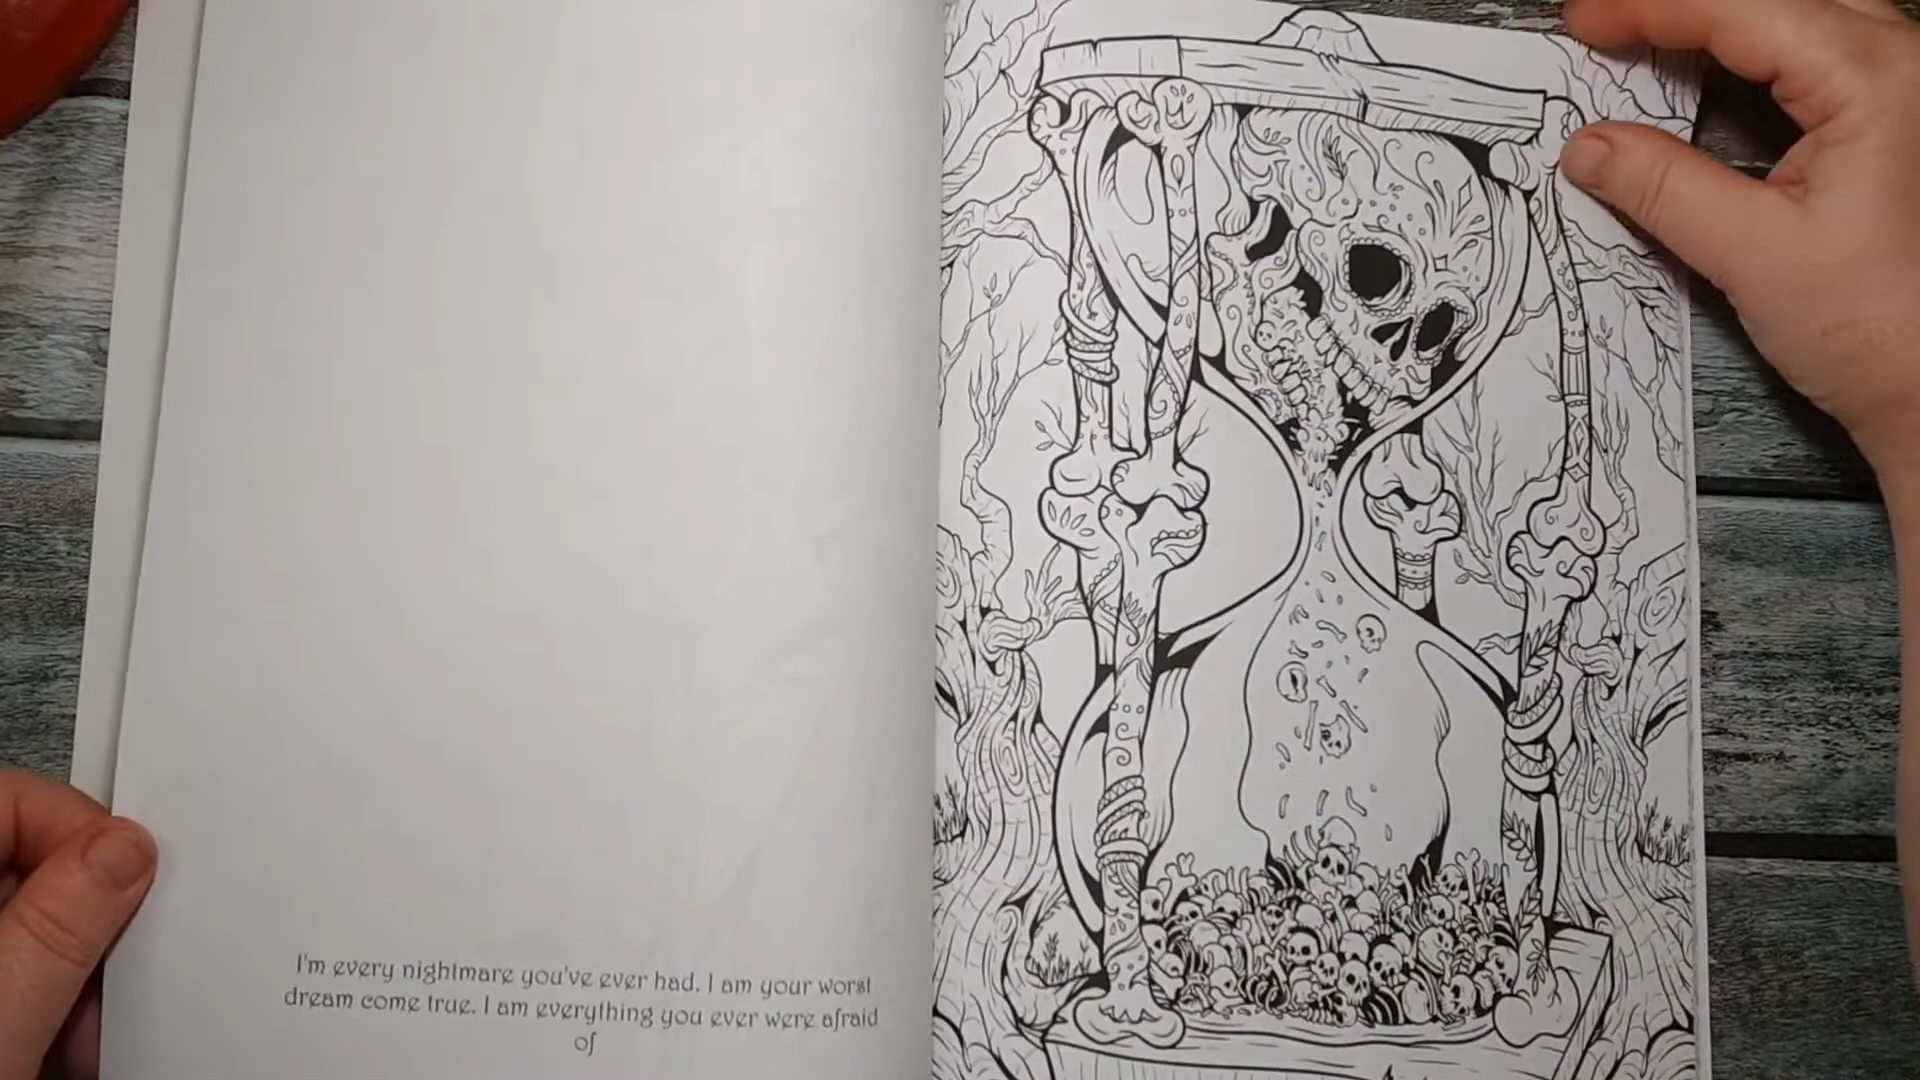 I'm every nightmare you've ever had. I am your worst
dream come true. I am everything you ever were afraid
of